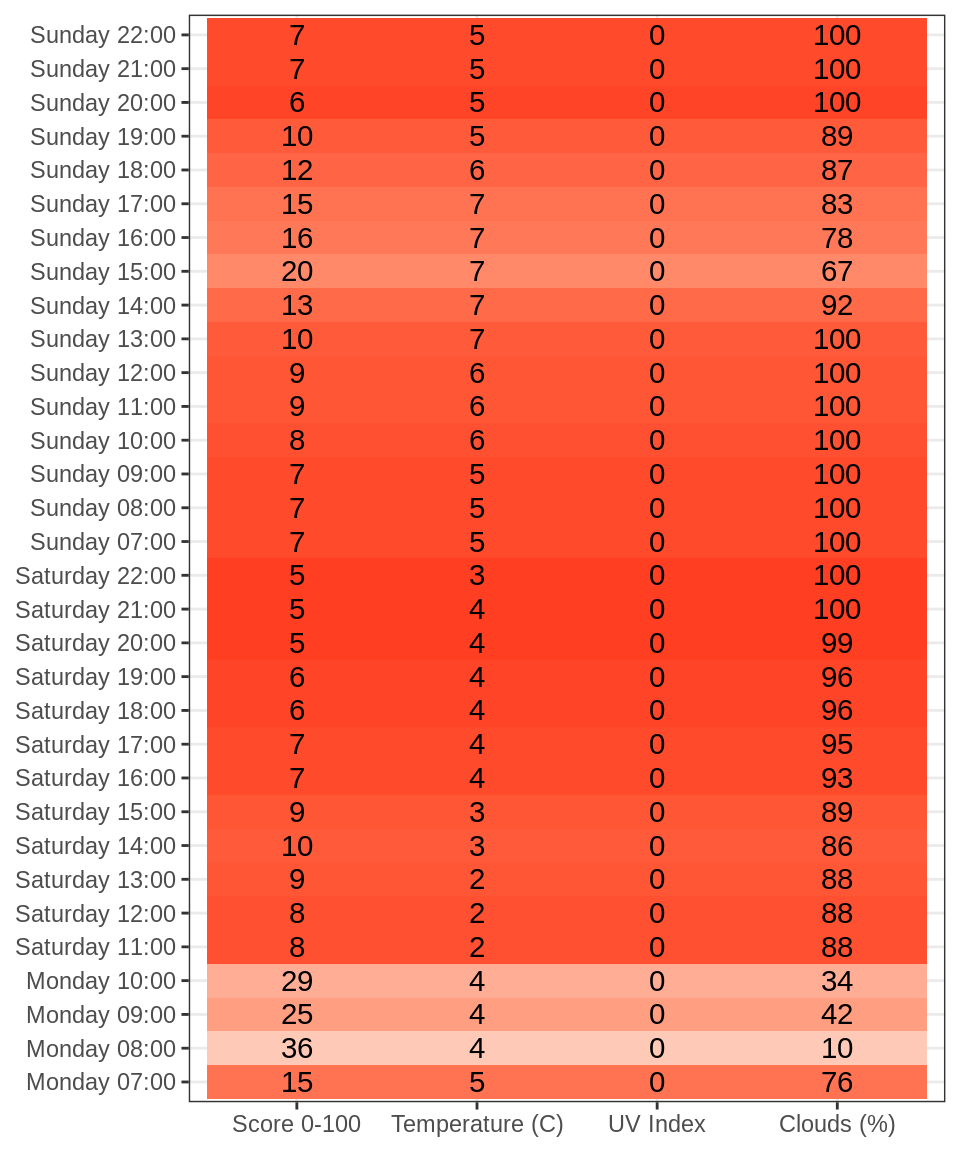 Sunday 22:00 7 5 0 100
Sunday 21:00 7 5 0 100
Sunday 20:00 6 5 0 100
Sunday 19:00 10 5 0 89
Sunday 18:00 12 6 0 87
Sunday 17:00 15 7 0 83
Sunday 16:00 16 7 0 78
Sunday 15:00 20 7 0 67
Sunday 14:00 13 7 0 92
Sunday 13:00 10 7 0 100
Sunday 12:00 9 6 0 100
Sunday 11:00 9 6 0 100
Sunday 10:00 8 6 0 100
Sunday 09:00 7 5 0 100
Sunday 08:00 7 5 0 100
Sunday 07:00 7 5 0 100
Saturday 22:00 5 3 0 100
Saturday 21:00 5 4 0 100
Saturday 20:00 5 4 0 99
Saturday 19:00 6 4 0 96
Saturday 18:00 6 4 0 96
Saturday 17:00 7 4 0 95
Saturday 16:00 7 4 0 93
Saturday 15:00 9 3 0 89
Saturday 14:00 10 3 0 86
Saturday 13:00 9 2 0 88
Saturday 12:00 8 2 0 88
Saturday 11:00 8 2 0 88
Monday 10:00 29 4 0 34
Monday 09:00 25 4 0 42
Monday 08:00 36 4 0 10
Monday 07:00 15 5 0 76
Score 0-100 Temperature (C) UV Index Clouds (%)